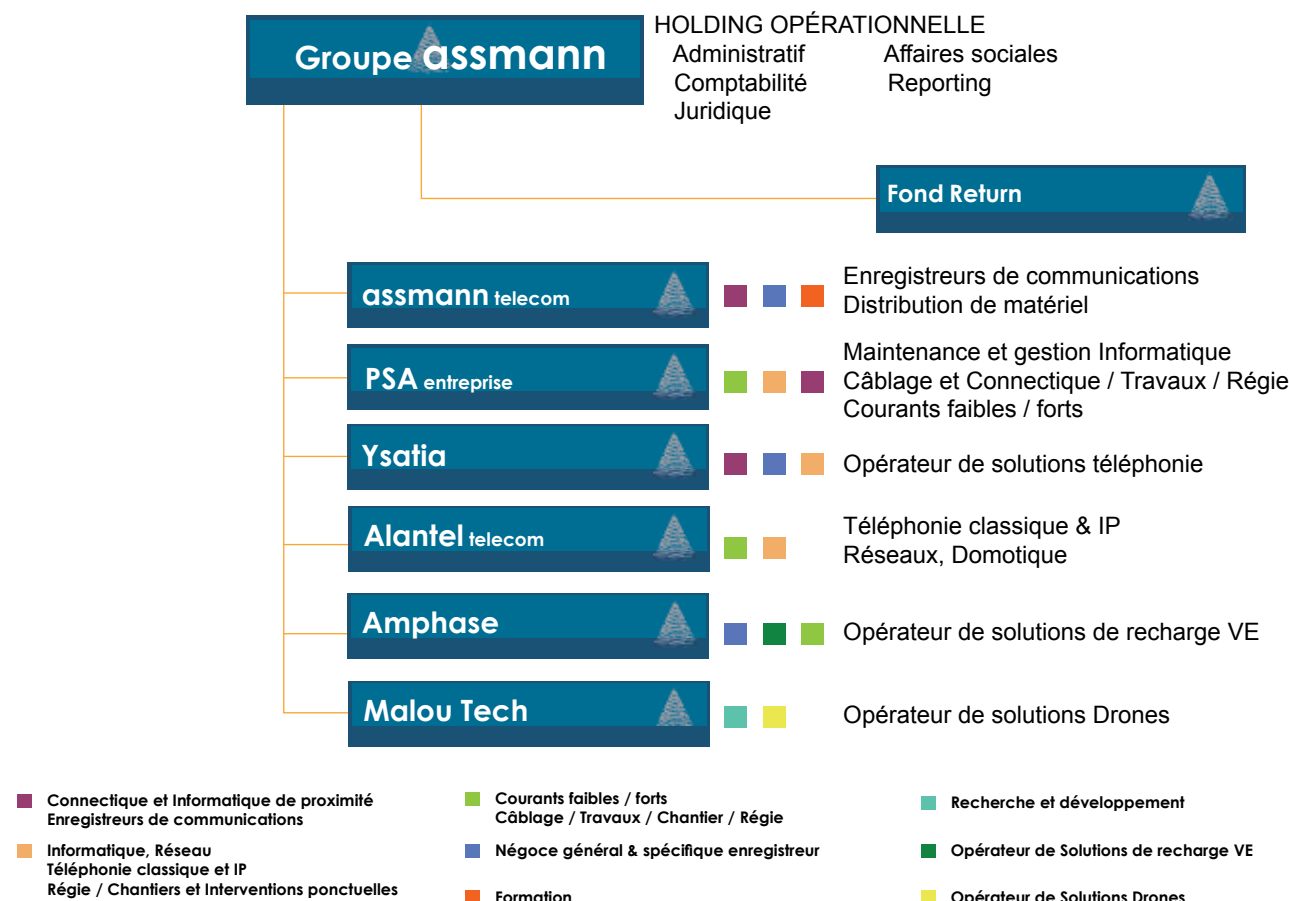 Groupe assmann
HOLDING OPÉRATIONNELLE
Administratif Affaires sociales
Comptabilité Reporting
Juridique
Fond Return
assmann telecom
Enregistreurs de communications
Distribution de matériel
PSA entreprise
Maintenance et gestion Informatique
Câblage et Connectique / Travaux / Régie
Courants faibles / forts
Ysatia
Opérateur de solutions téléphonie
Alantel telecom
Téléphonie classique & IP
Réseaux, Domotique
Amphase
Opérateur de solutions de recharge VE
Malou Tech
Opérateur de solutions Drones
Connectique et Informatique de proximité
Enregistreurs de communications
Informatique, Réseau
Téléphonie classique et IP
Régie / Chantiers et Interventions ponctuelles
Courants faibles / forts
Câblage / Travaux / Chantier / Régie
Négoce général & spécifique enregistreur
Formation
Recherche et développement
Opérateur de Solutions de recharge VE
Opérateur de Solutions Drones